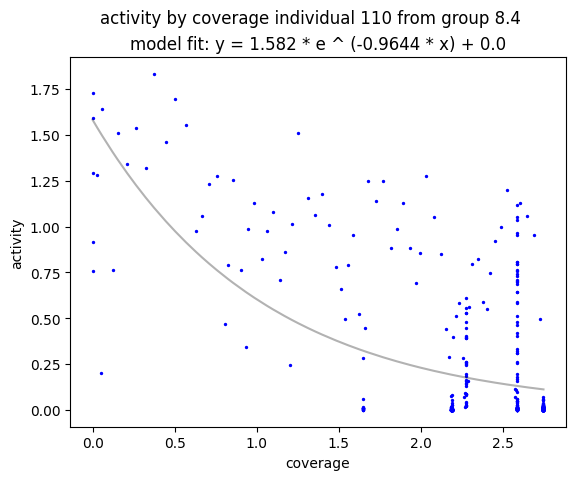 activity by coverage individual 110 from group 8.4
model fit: y = 1.582 * e ^ (-0.9644 * x) + 0.0
activity
1.75
1.50
1.25
1.00
0.75
0.50
0.25
0.00
0.0 0.5 1.0 1.5 2.0 2.5
coverage